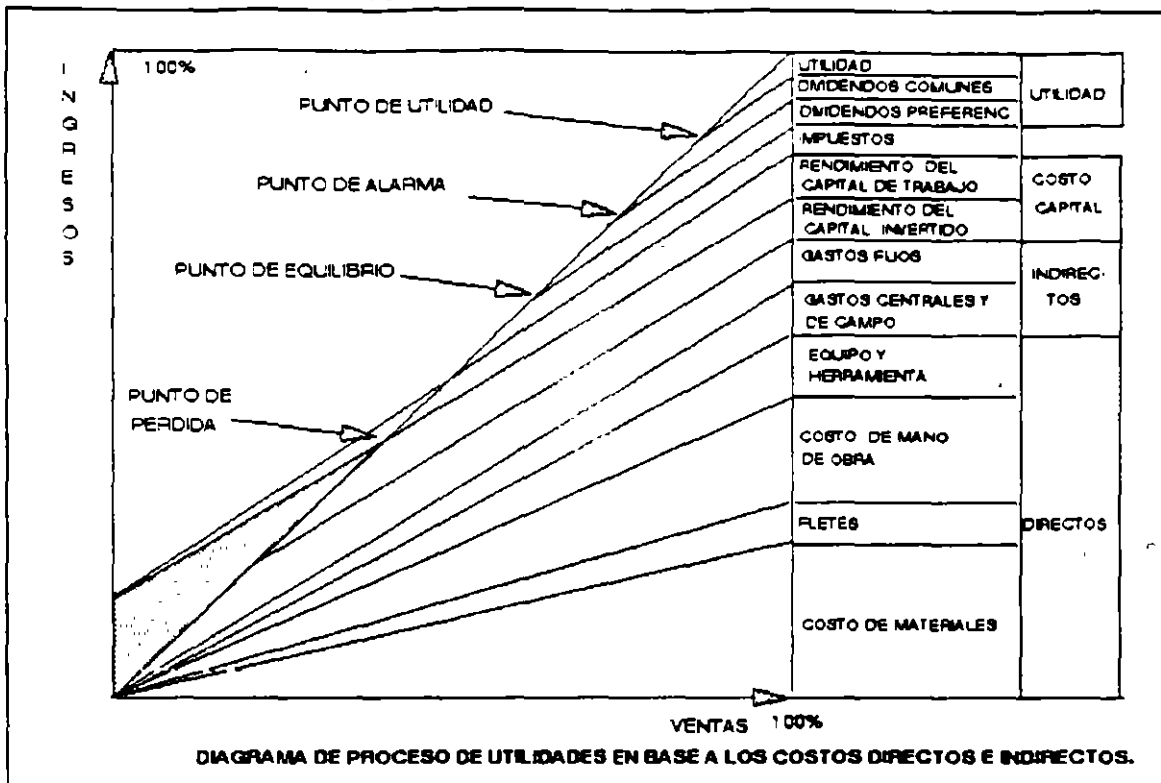 INGRESOS
100%
PUNTO DE UTILIDAD
PUNTO DE ALARMA
PUNTO DE EQUILIBRIO
PUNTO DE
PERDIDA
UTILIDAD
DIVIDENDOS COMUNES
DIVIDENDOS PREFERENC
IMPUESTOS
RENDIMIENTO DEL
CAPITAL DE TRABAJO
RENDIMIENTO DEL
CAPITAL INVERTIDO
GASTOS FIJOS
GASTOS CENTRALES Y
DE CAMPO
EQUIPO Y
HERRAMIENTA
COSTO DE MANO
DE OBRA
FLETES
COSTO DE MATERIALES
UTILIDAD
COSTO
CAPITAL
INDIREC-
TOS
DIRECTOS
VENTAS 100%
DIAGRAMA DE PROCESO DE UTILIDADES EN BASE A LOS COSTOS DIRECTOS E INDIRECTOS.